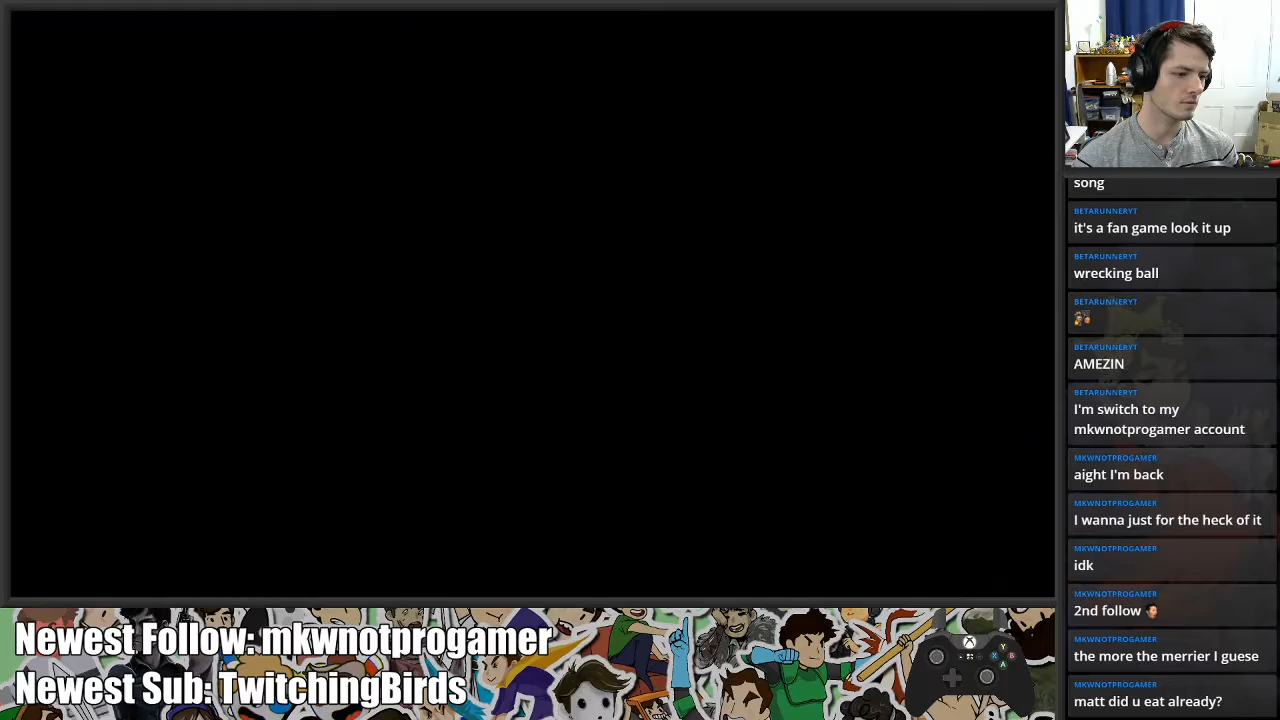 song
BETARUNNERYT
it's a fan game look it up
BETARUNNERYT
wrecking ball
BETARUNNERYT
BETARUNNERYT
AMEZIN
BETARUNNERYT
I'm switch to my
mkwnotprogamer account
MKWNOTPROGAMER
aight I'm back
MKWNOTPROGAMER
I wanna just for the heck of it
MKWNOTPROGAMER
idk
MKWNOTPROGAMER
2nd follow
MKWNOTPROGAMER
the more the merrier I guese
MKWNOTPROGAMER
matt did u eat already?
Newest Follow: mkwnotprogamer
Newest Sub: TwitchingBirds
Y
X
B
A